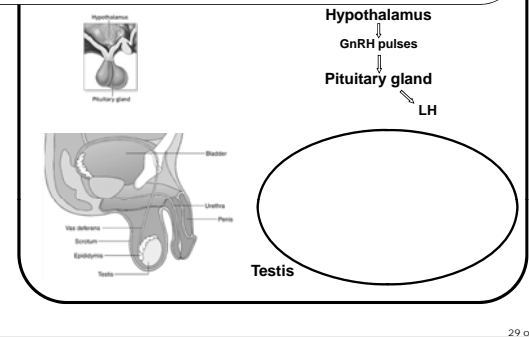 Hypothalamus
Pituitary gland
Bladder
Urethra
Penis
Vas deferens
Scrotum
Epididymis
Testis
Hypothalamus
GnRH pulses
Pituitary gland
LH
Testis
29 o